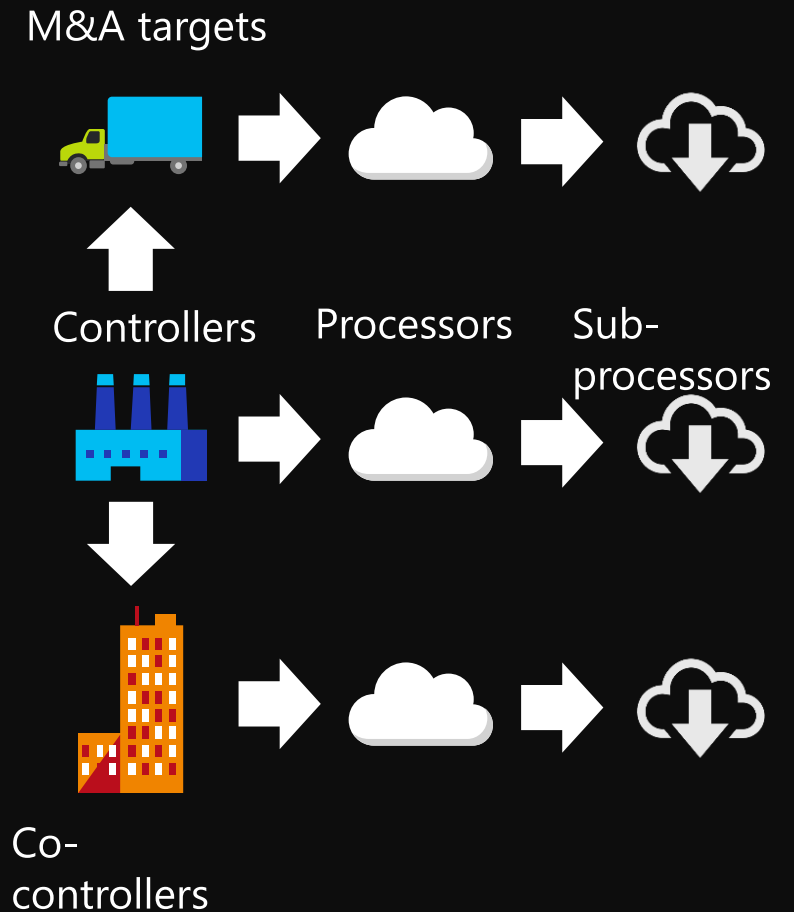 M&A targets
Controllers
Processors
Sub-
processors
Co-
controllers